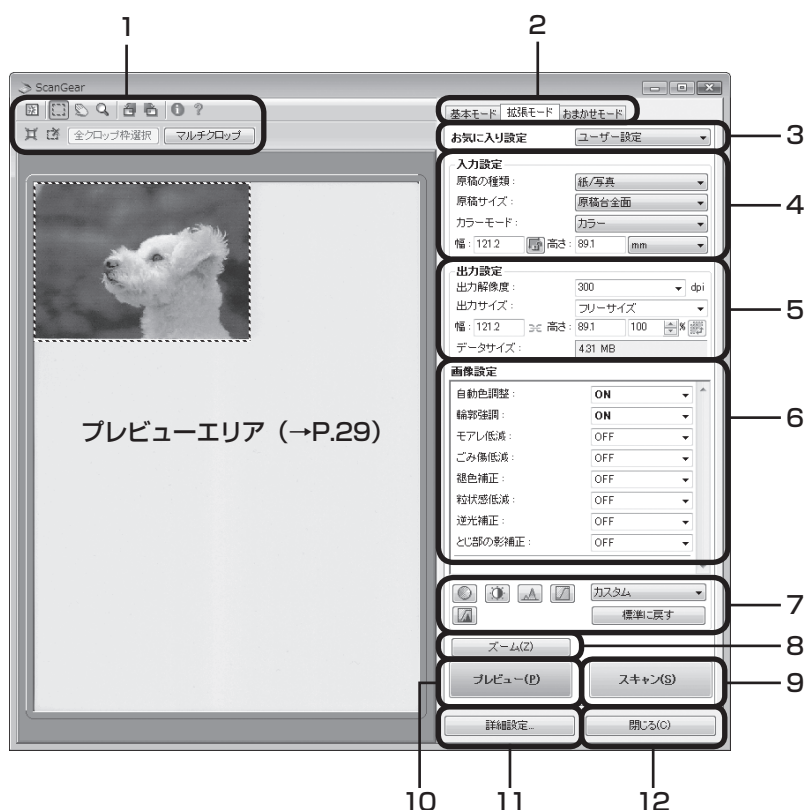 1
2
ScanGear
全クロップ枠選択 マルチクロップ
基本モード 拡張モード おまかせモード
お気に入り設定 ユーザー設定
3
入力設定
原稿の種類: 紙/写真
原稿サイズ: 原稿台全面
4
カラーモード: カラー
幅: 121.2 高さ: 89.1 mm
出力設定
出力解像度: 300 dpi
出力サイズ: フリーサイズ
5
幅: 121.2 高さ: 89.1 100 %
データサイズ: 4.31 MB
画像設定
自動色調整: ON
輪郭強調: ON
6
プレビューエリア(→P.29)
モアレ低減: OFF
ごみ傷低減: OFF
褪色補正: OFF
粒状感低減: OFF
逆光補正: OFF
とじ部の影補正: OFF
カスタム
7
標準に戻す
ズーム(Z)
8
プレビュー(P) スキャン(S)
9
詳細設定... 閉じる(C)
10 11 12